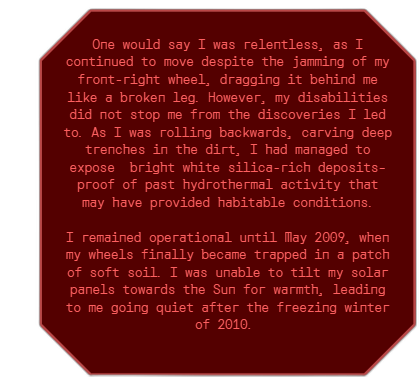 One would say I was relentless, as I
continued to move despite the jamming of my
front-right wheel, dragging it behind me
like a broken leg. However, my disabilities
did not stop me from the discoveries I led
to. As I was rolling backwards, carving deep
trenches in the dirt, I had managed to
expose  bright white silica-rich deposits-
proof of past hydrothermal activity that
may have provided habitable conditions.

I remained operational until May 2009, when
my wheels finally became trapped in a patch
of soft soil. I was unable to tilt my solar
panels towards the Sun for warmth, leading
to me going quiet after the freezing winter
of 2010.